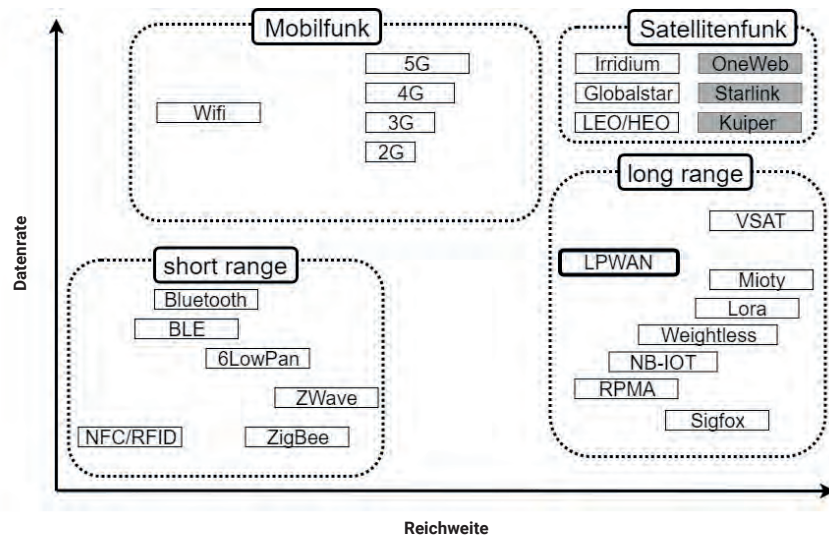 Mobilfunk
5G
4G
3G
2G
Wifi
Satellitenfunk
Irridium
OneWeb
Globalstar
Starlink
LEO/HEO
Kuiper
long range
VSAT
LPWAN
Mioty
Lora
Weightless
NB-IOT
RPMA
Sigfox
short range
Bluetooth
BLE
6LowPan
ZWave
NFC/RFID
ZigBee
Datenrate
Reichweite